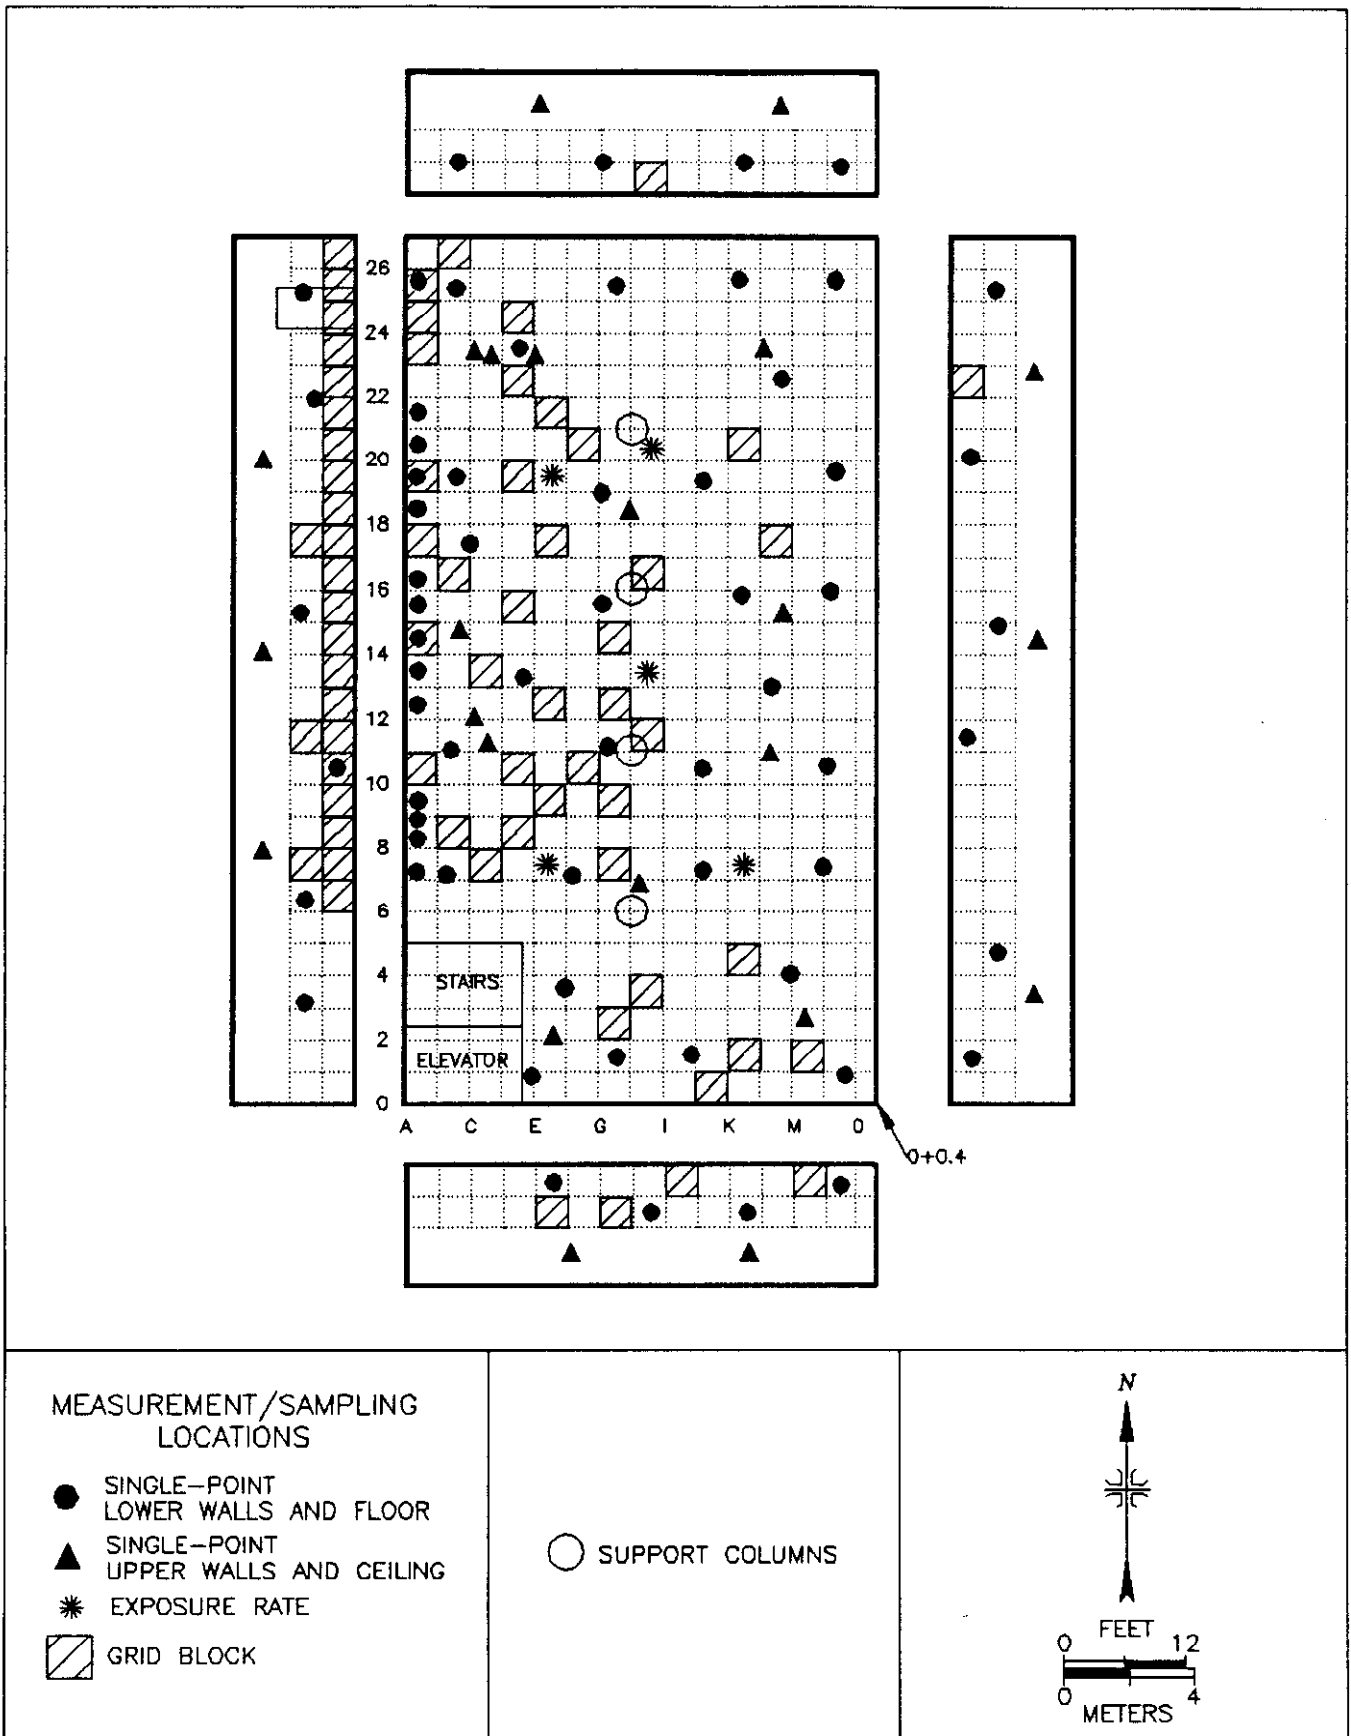 26
24
22
20
18
16
14
12
10
8
6
4
2
0
STAIRS
ELEVATOR
A C E G I K M O
0+0.4
MEASUREMENT/SAMPLING
LOCATIONS
SINGLE-POINT
LOWER WALLS AND FLOOR
SINGLE-POINT
UPPER WALLS AND CEILING
EXPOSURE RATE
GRID BLOCK
SUPPORT COLUMNS
N
FEET
0 12
0 4
METERS